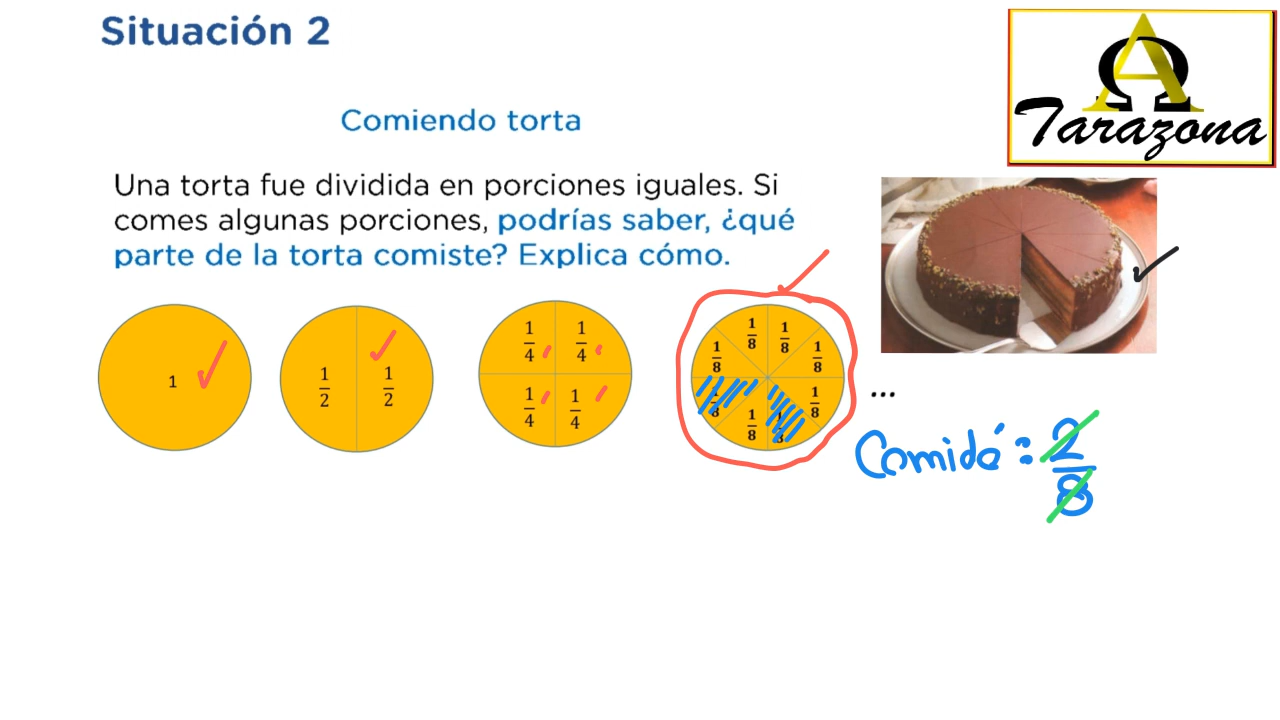 Situación 2
Comiendo torta
Una torta fue dividida en porciones iguales. Si
comes algunas porciones, podrías saber, ¿qué
parte de la torta comiste? Explica cómo.
Α Ω
Tarazona
1
1/2 1/2
1/4 1/4
1/4 1/4
1/8 1/8
1/8 1/8
1/8 1/8
1/8 1/8
...
Comidá: 2/8